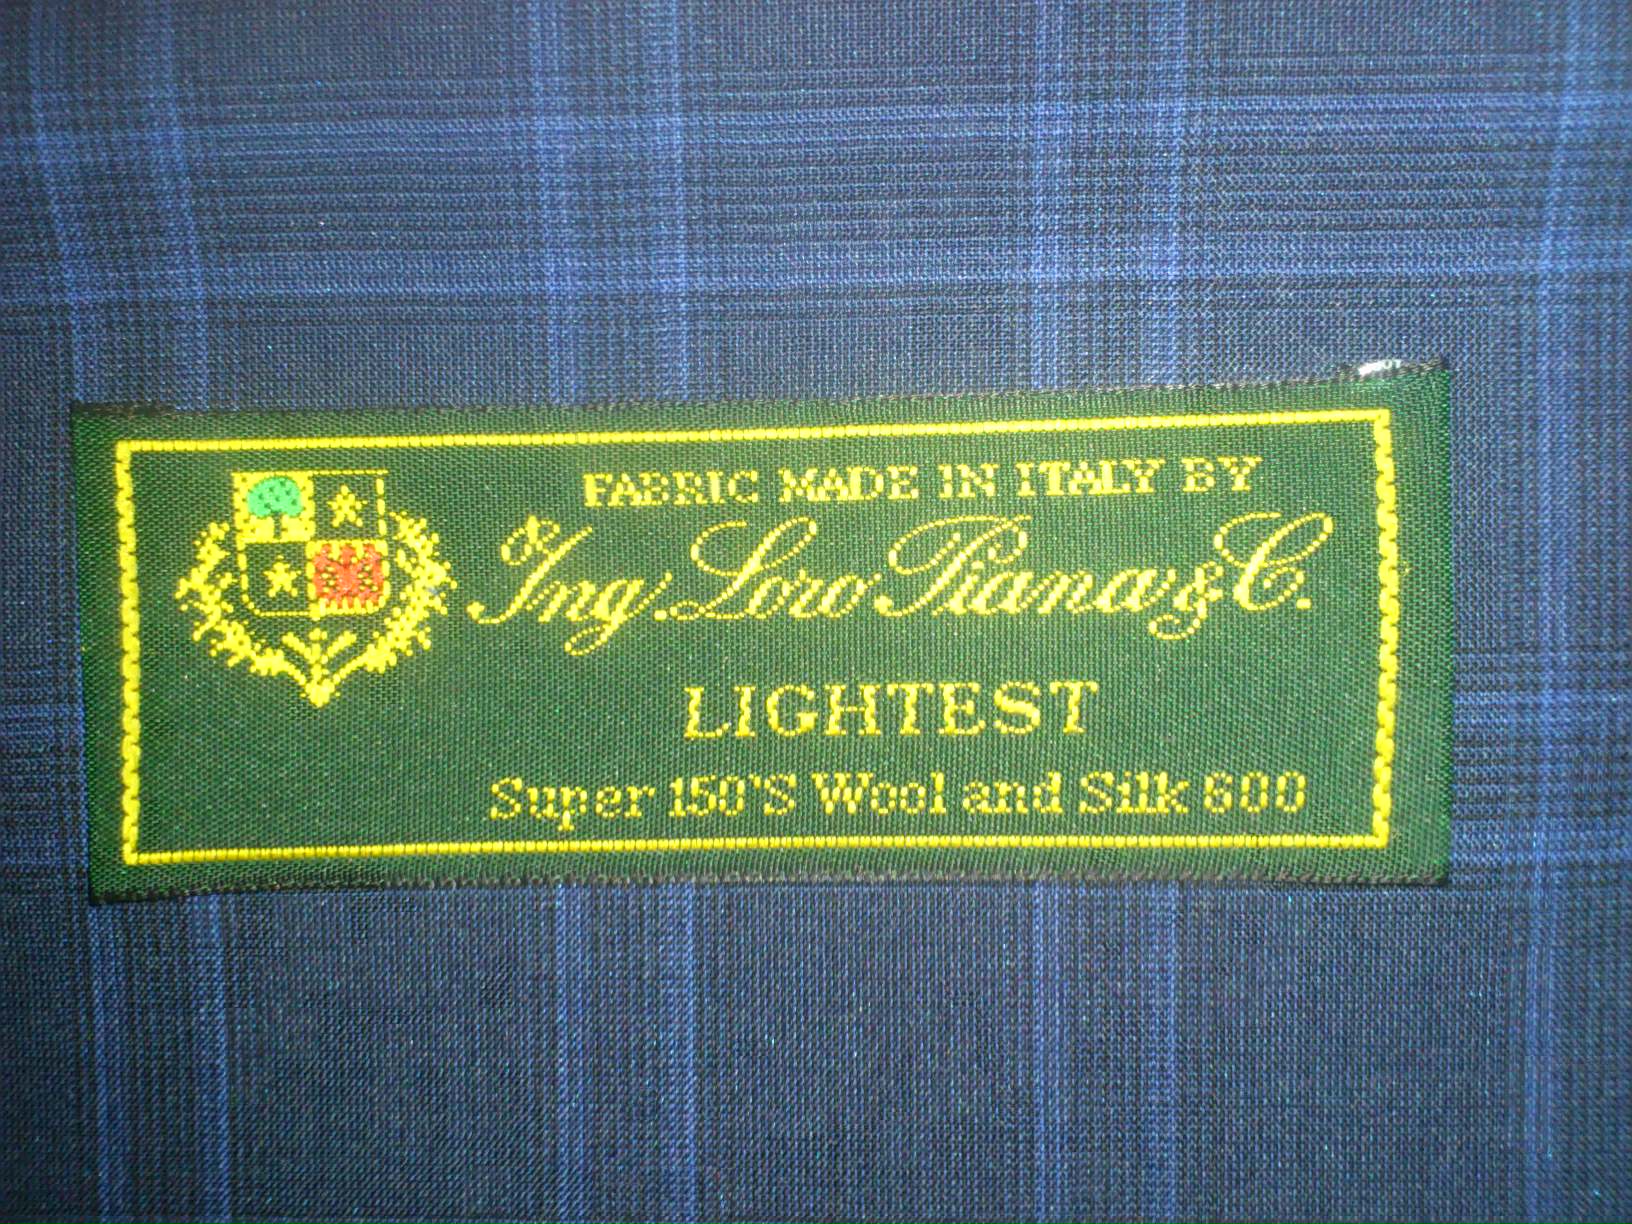 FABRIC MADE IN ITALY BY
Ing. Loro Piana & C.
LIGHTEST
Super 150'S Wool and Silk 600